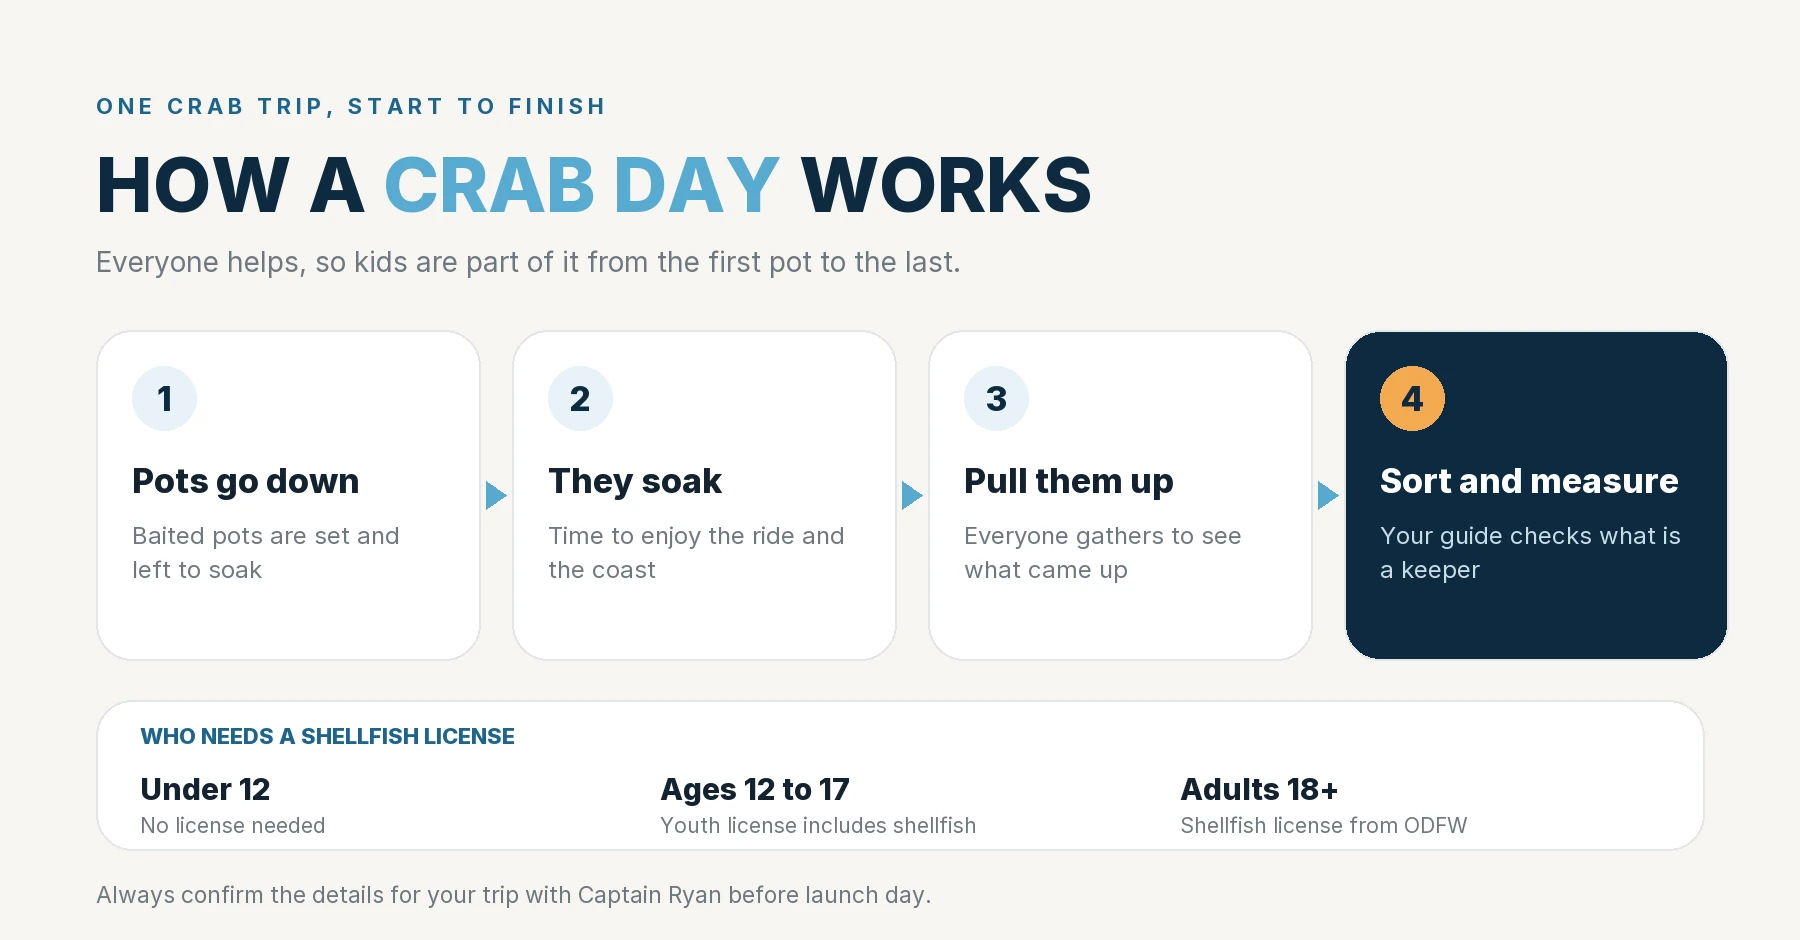 ONE CRAB TRIP, START TO FINISH
HOW A CRAB DAY WORKS
Everyone helps, so kids are part of it from the first pot to the last.
1
Pots go down
Baited pots are set and
left to soak
2
They soak
Time to enjoy the ride and
the coast
3
Pull them up
Everyone gathers to see
what came up
4
Sort and measure
Your guide checks what is
a keeper
WHO NEEDS A SHELLFISH LICENSE
Under 12
No license needed
Ages 12 to 17
Youth license includes shellfish
Adults 18+
Shellfish license from ODFW
Always confirm the details for your trip with Captain Ryan before launch day.